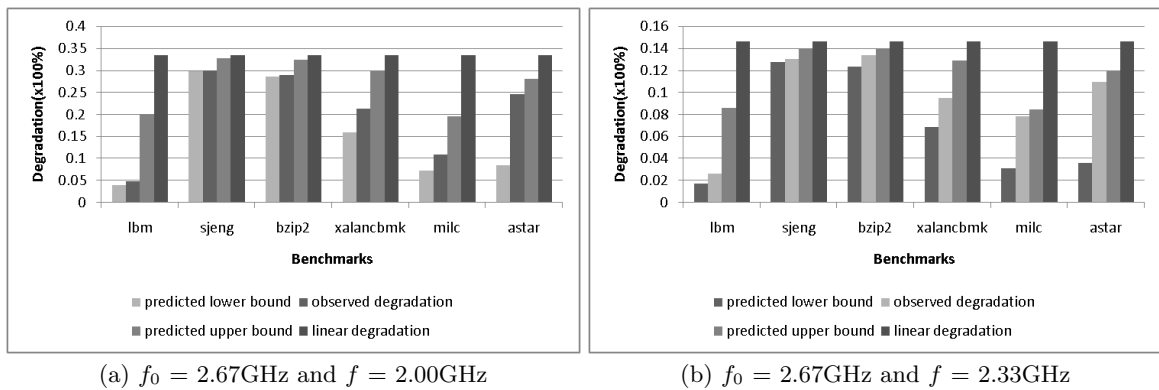 Degradation(x100%)
0.4
0.35
0.3
0.25
0.2
0.15
0.1
0.05
0
lbm sjeng bzip2 xalancbmk milc astar
Benchmarks
predicted lower bound observed degradation
predicted upper bound linear degradation
(a) f0 = 2.67GHz and f = 2.00GHz
Degradation(x100%)
0.16
0.14
0.12
0.1
0.08
0.06
0.04
0.02
0
lbm sjeng bzip2 xalancbmk milc astar
Benchmarks
predicted lower bound observed degradation
predicted upper bound linear degradation
(b) f0 = 2.67GHz and f = 2.33GHz